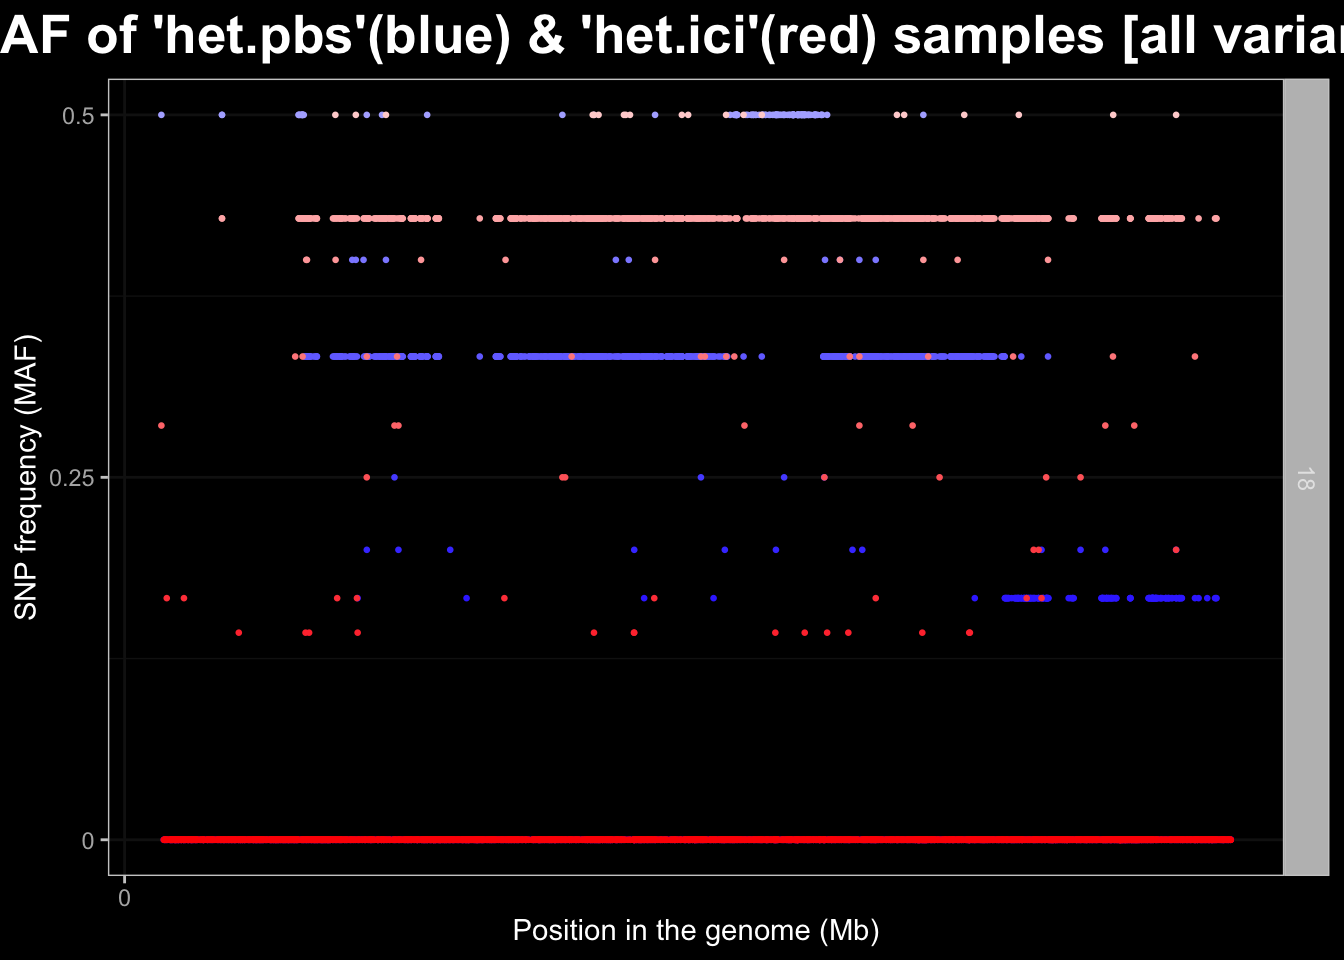 AF of 'het.pbs'(blue) & 'het.ici'(red) samples [all varia
0.5
0.25
0
0
SNP frequency (MAF)
Position in the genome (Mb)
18